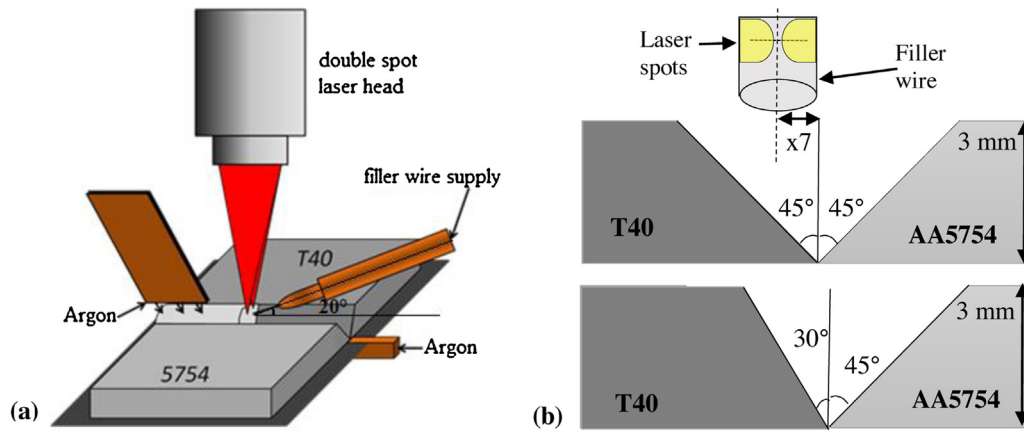 double spot
laser head
filler wire supply
T40
20°
Argon
Argon
5754
(a)
Laser
spots
Filler
wire
x7
3 mm
45° 45°
T40
AA5754
3 mm
30°
45°
T40
AA5754
(b)